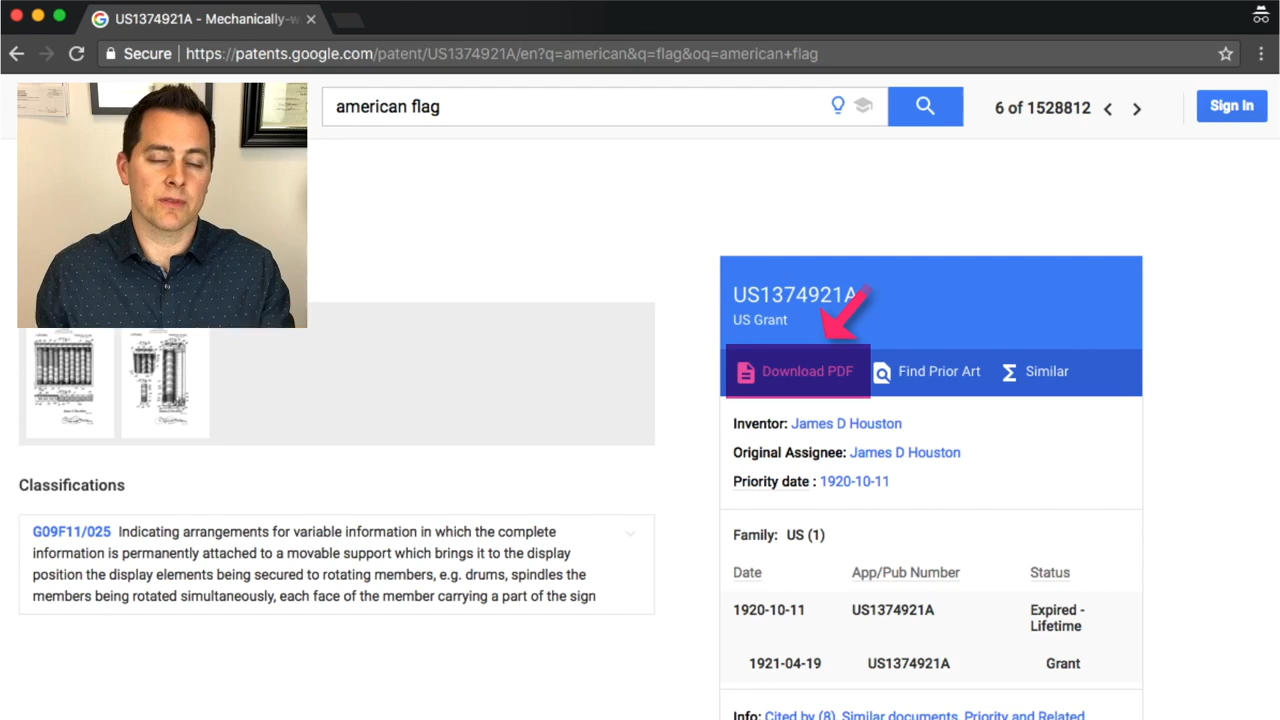 US1374921A - Mechanically-w
Secure
https://patents.google.com/patent/US1374921A/en?q=american&q=flag&oq=american+flag
american flag
6 of 1528812
Sign In
US1374921A
US Grant
Download PDF
Find Prior Art
Similar
Inventor: James D Houston
Original Assignee: James D Houston
Priority date : 1920-10-11
Family: US (1)
Date App/Pub Number Status
1920-10-11 US1374921A Expired -
Lifetime
1921-04-19 US1374921A Grant
Info: Cited by (8), Similar documents, Priority and Related
Classifications
G09F11/025 Indicating arrangements for variable information in which the complete
information is permanently attached to a movable support which brings it to the display
position the display elements being secured to rotating members, e.g. drums, spindles the
members being rotated simultaneously, each face of the member carrying a part of the sign